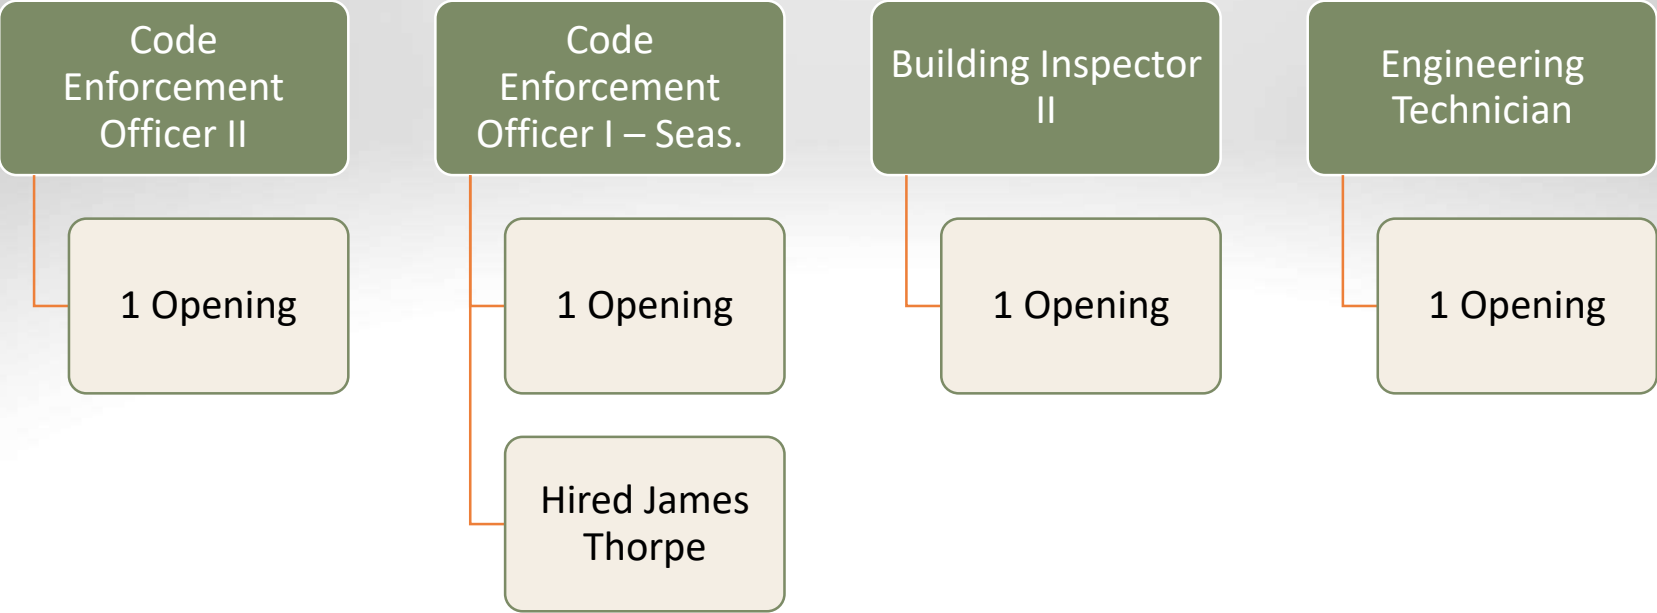 Code
Enforcement
Officer II
1 Opening
Code
Enforcement
Officer I – Seas.
1 Opening
Hired James
Thorpe
Building Inspector
II
1 Opening
Engineering
Technician
1 Opening